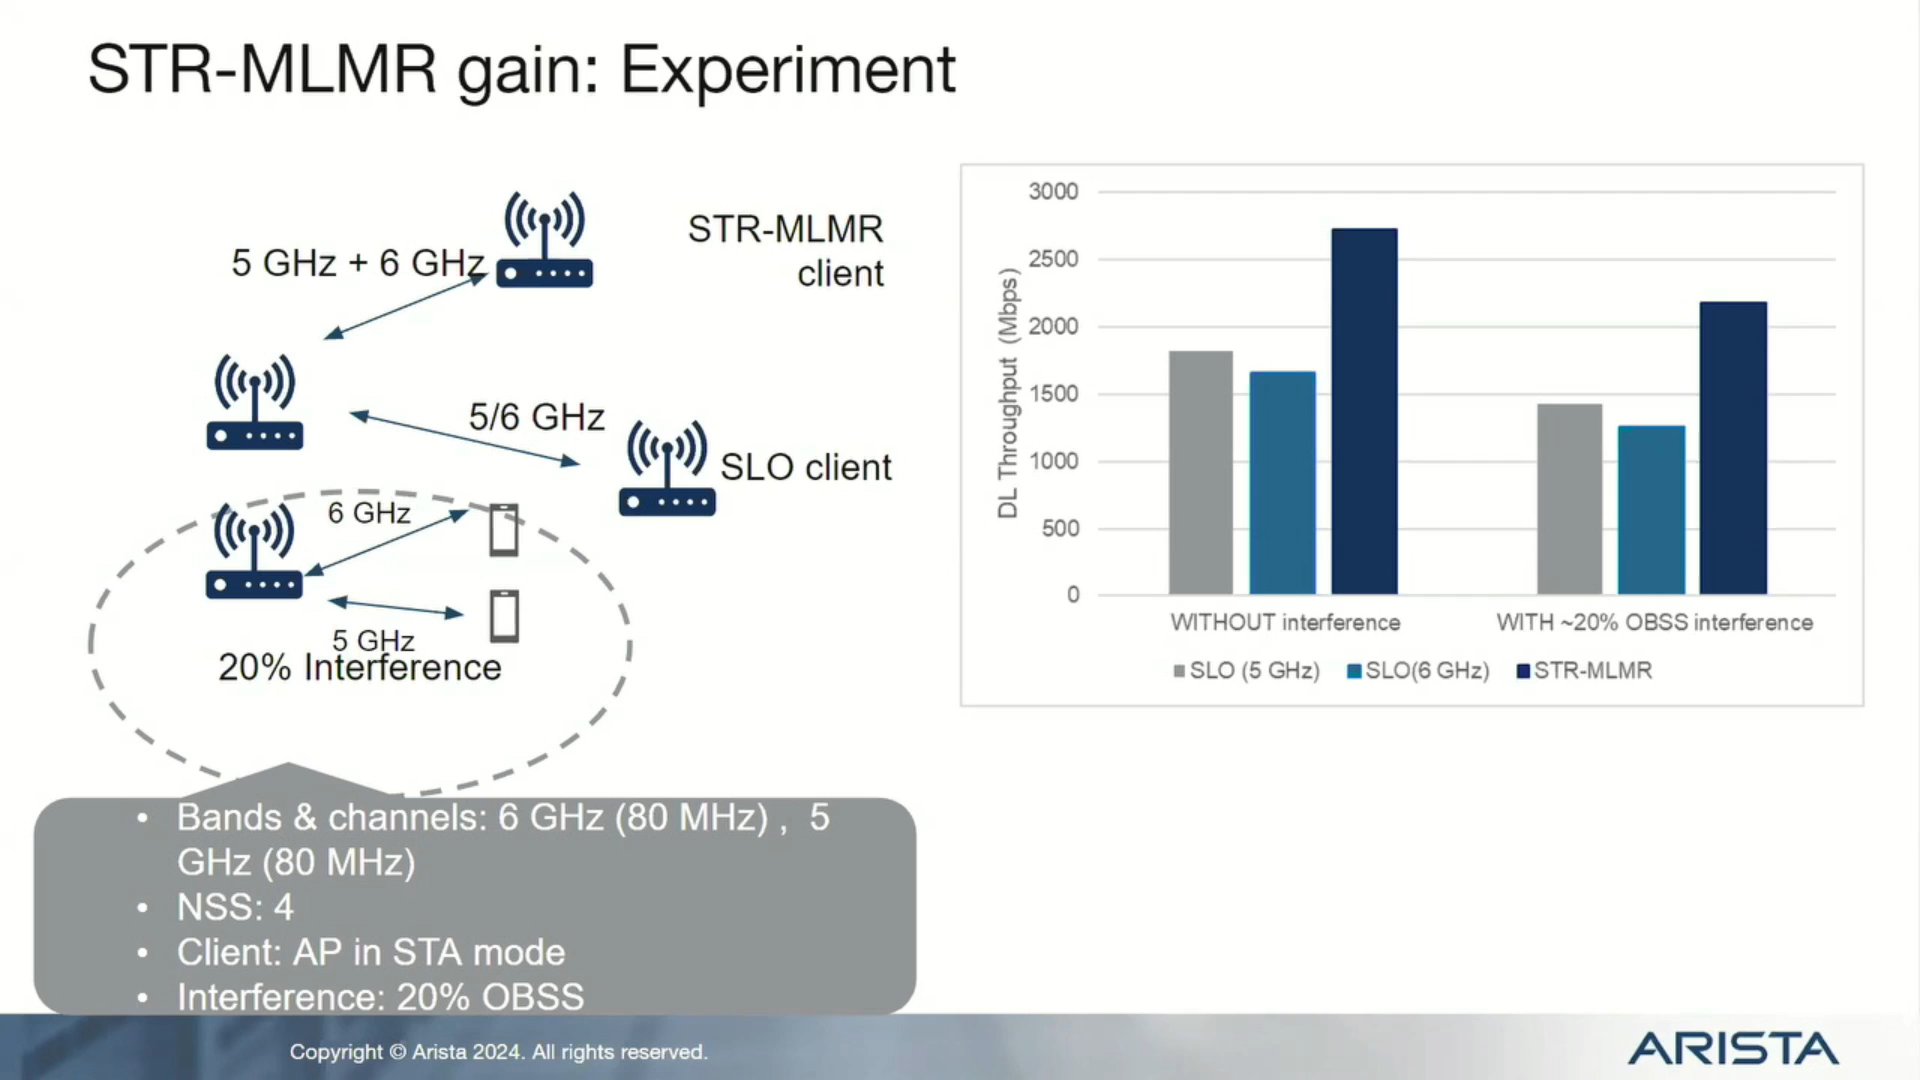 STR-MLMR gain: Experiment
5 GHz + 6 GHz
STR-MLMR
client
5/6 GHz
SLO client
6 GHz
5 GHz
20% Interference
• Bands & channels: 6 GHz (80 MHz) , 5
GHz (80 MHz)
• NSS: 4
• Client: AP in STA mode
• Interference: 20% OBSS
DL Throughput (Mbps)
3000
2500
2000
1500
1000
500
0
WITHOUT interference
WITH ~20% OBSS interference
SLO (5 GHz) SLO(6 GHz) STR-MLMR
Copyright © Arista 2024. All rights reserved.
ARISTA